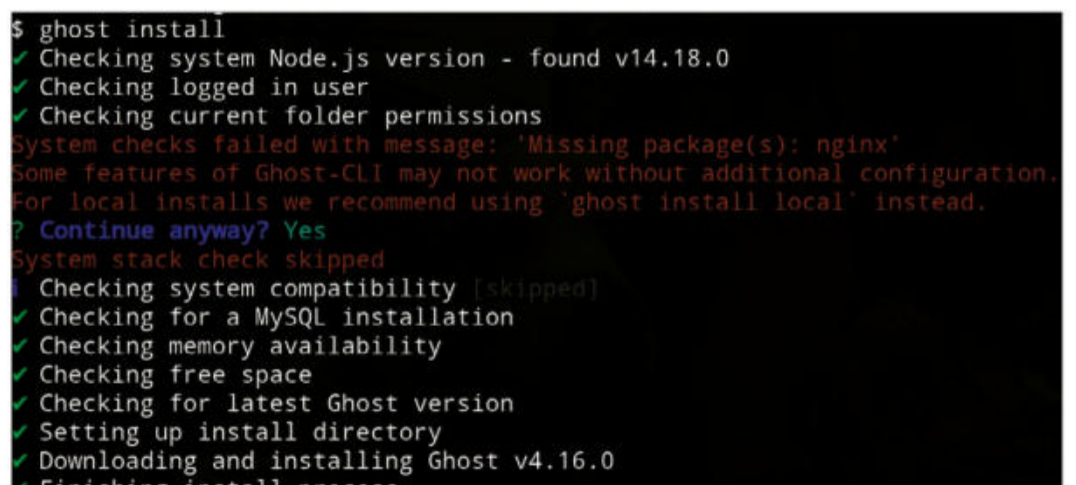 $ ghost install
✔ Checking system Node.js version - found v14.18.0
✔ Checking logged in user
✔ Checking current folder permissions
System checks failed with message: 'Missing package(s): nginx'
Some features of Ghost-CLI may not work without additional configuration.
For local installs we recommend using `ghost install local` instead.
? Continue anyway? Yes
System stack check skipped
ℹ Checking system compatibility [skipped]
✔ Checking for a MySQL installation
✔ Checking memory availability
✔ Checking free space
✔ Checking for latest Ghost version
✔ Setting up install directory
✔ Downloading and installing Ghost v4.16.0
✔ Finishing install process